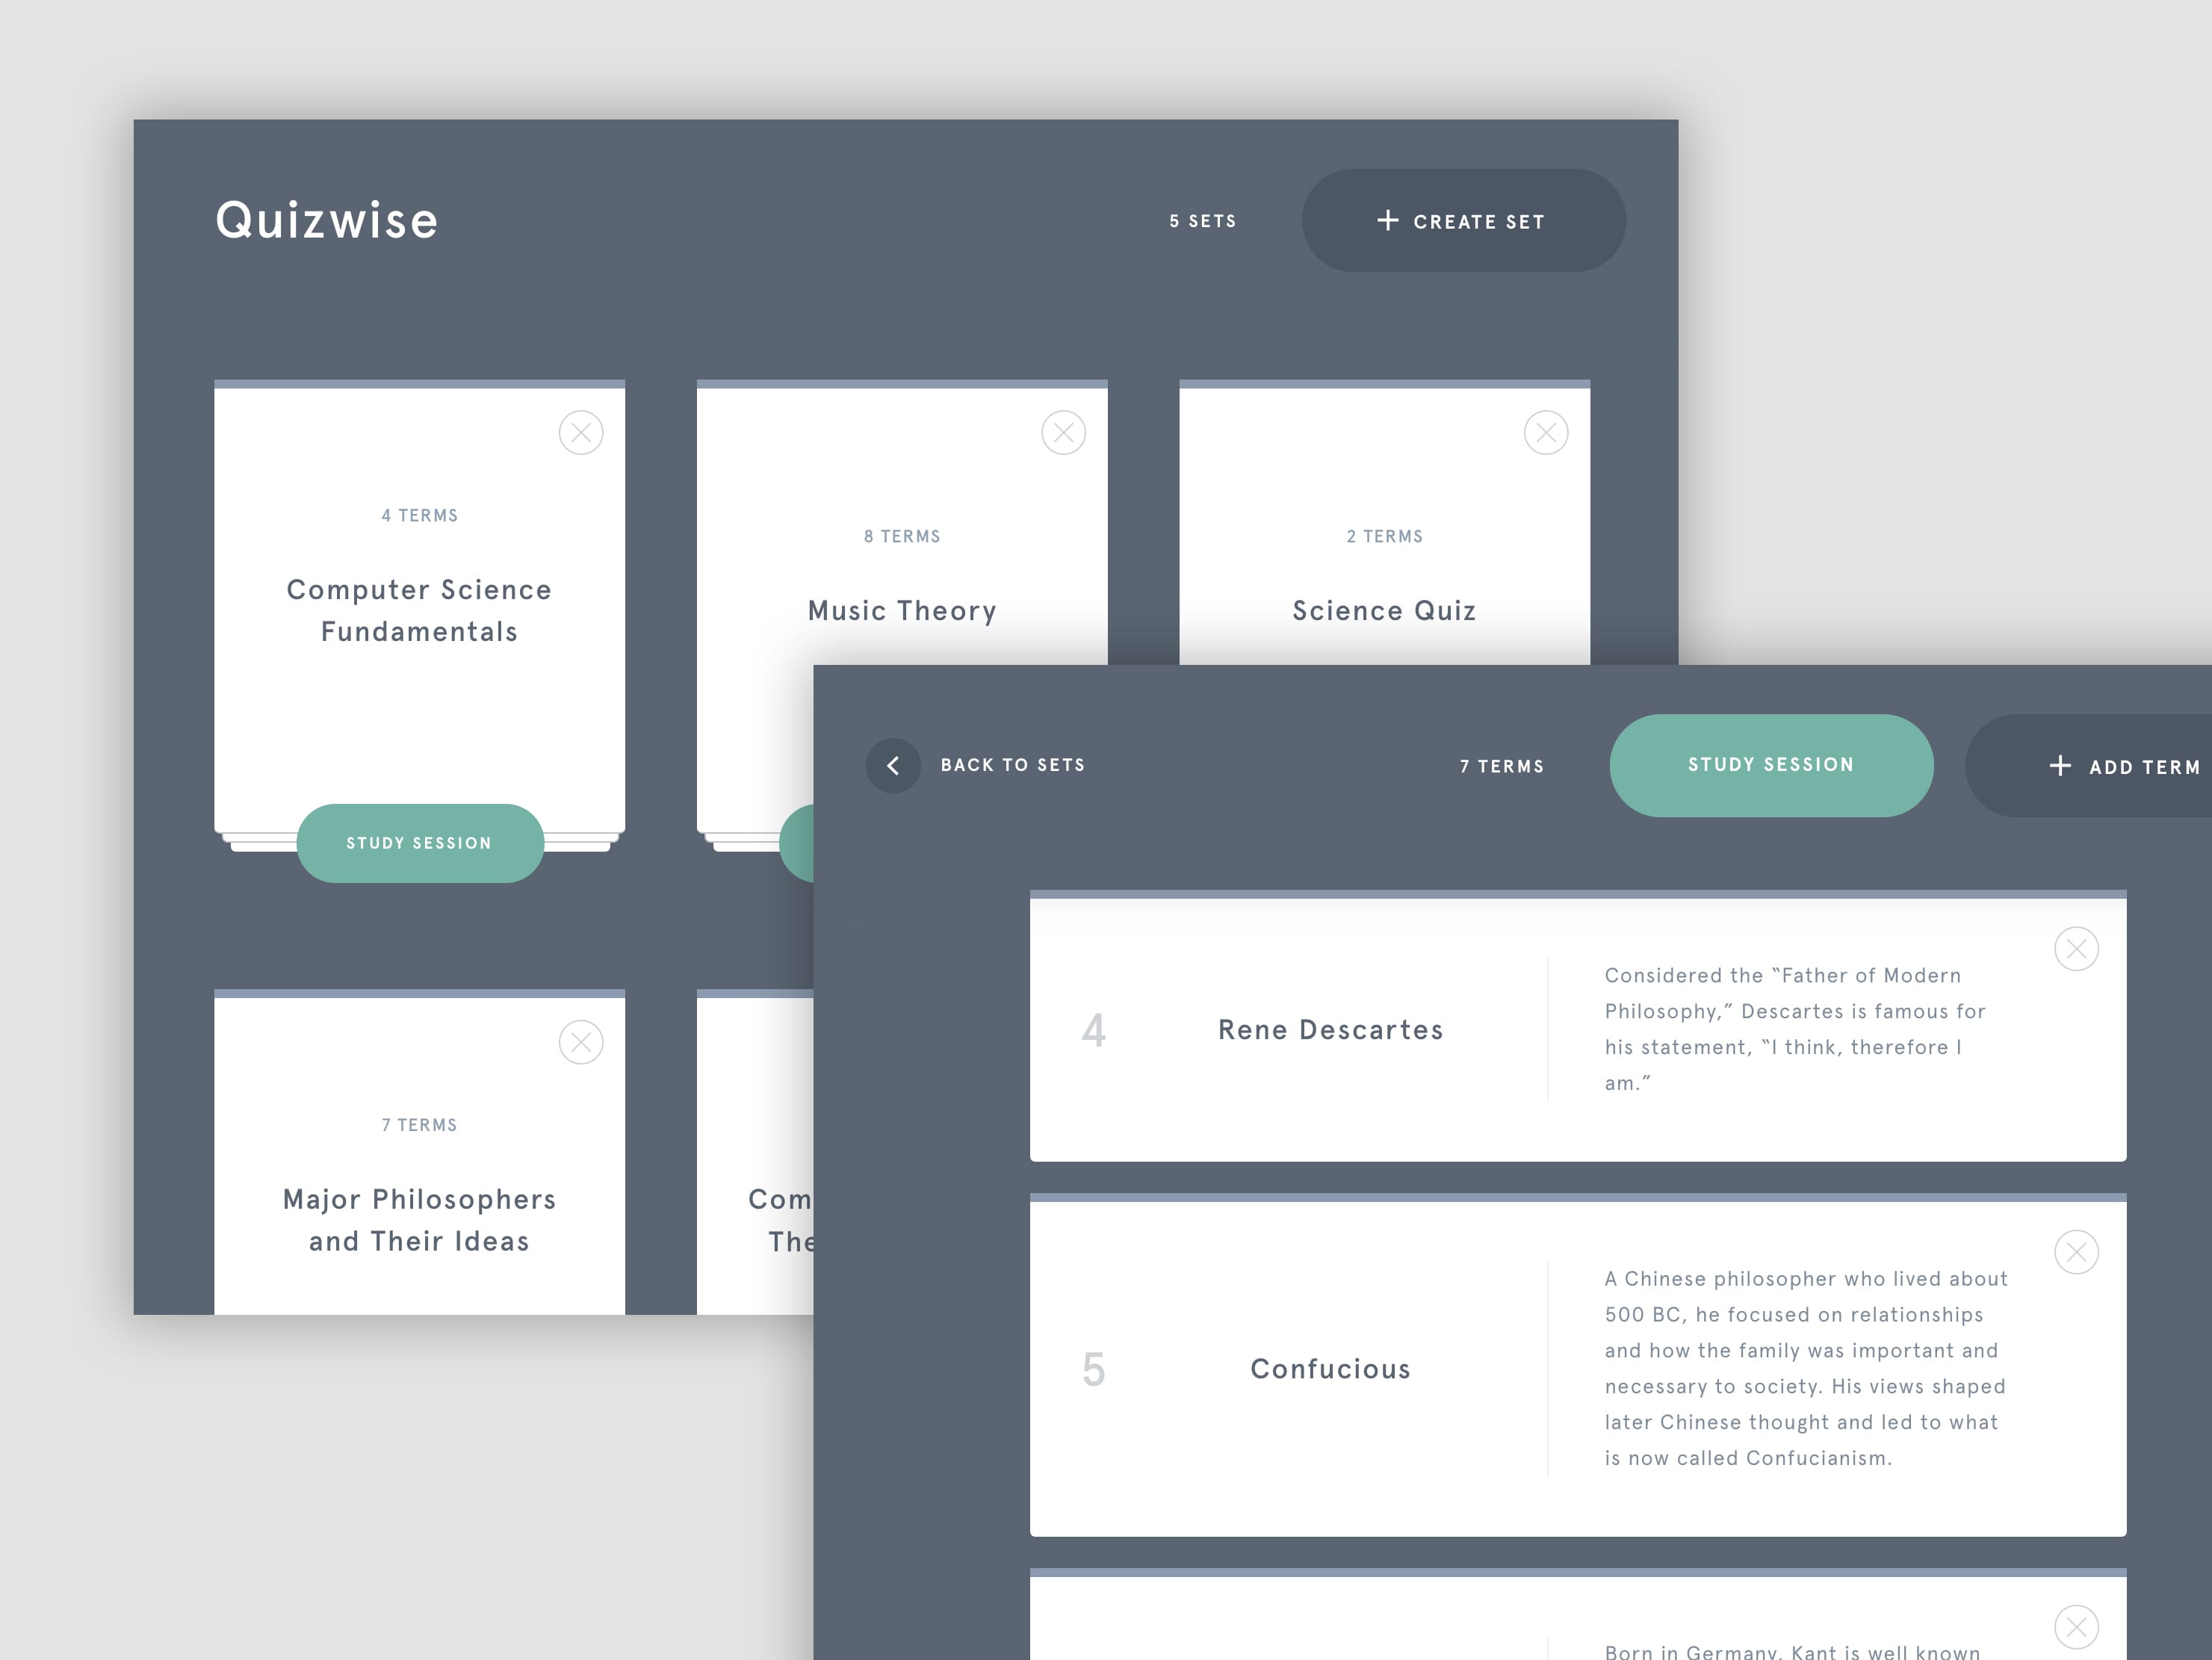 Quizwise
5 SETS
+ CREATE SET
4 TERMS
Computer Science
Fundamentals
STUDY SESSION
8 TERMS
Music Theory
2 TERMS
Science Quiz
7 TERMS
Major Philosophers
and Their Ideas
BACK TO SETS
7 TERMS
STUDY SESSION
+ ADD TERM
4
Rene Descartes
Considered the “Father of Modern
Philosophy,” Descartes is famous for
his statement, “I think, therefore I
am.”
5
Confucious
A Chinese philosopher who lived about
500 BC, he focused on relationships
and how the family was important and
necessary to society. His views shaped
later Chinese thought and led to what
is now called Confucianism.
Born in Germany, Kant is well known